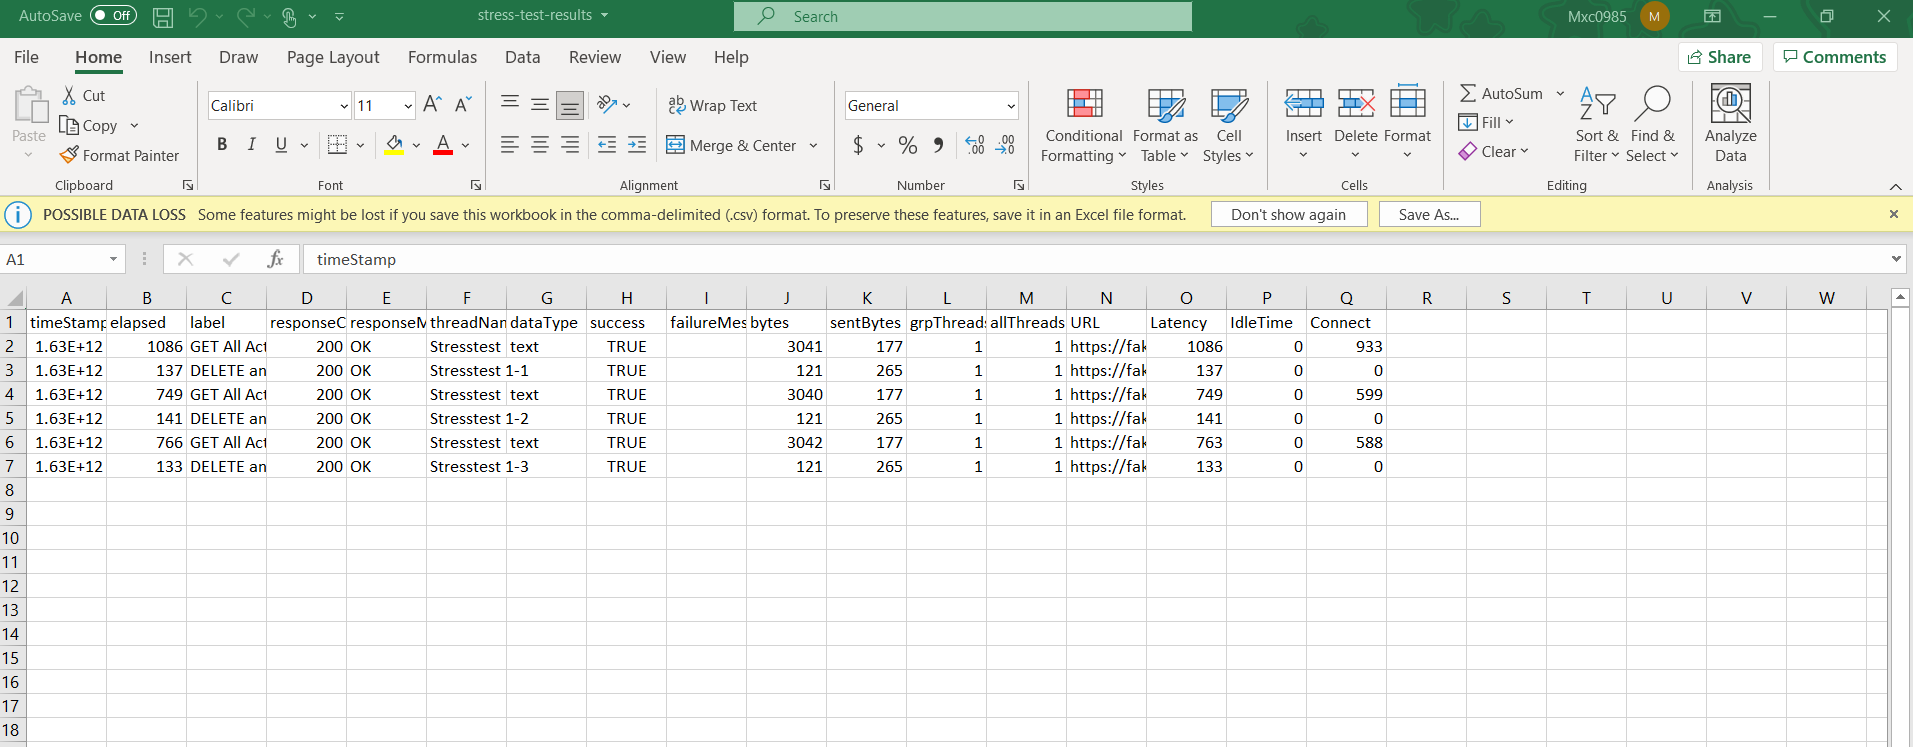 AutoSave Off stress-test-results Search Mxc0985 M
File Home Insert Draw Page Layout Formulas Data Review View Help Share Comments
Paste Cut Copy Format Painter Clipboard
Calibri 11 A A B I U A Font
ab Wrap Text Merge & Center Alignment
General $ % 9 .00 .00 Number
Conditional Formatting Format as Table Cell Styles Styles
Insert Delete Format Cells
AutoSum Fill Clear Sort & Filter Find & Select Editing
Analyze Data Analysis
POSSIBLE DATA LOSS Some features might be lost if you save this workbook in the comma-delimited (.csv) format. To preserve these features, save it in an Excel file format. Don't show again Save As...
A1 fx timeStamp
A B C D E F G H I J K L M N O P Q R S T U V W
1 timeStamp elapsed label responseC responseM threadNam dataType success failureMes bytes sentBytes grpThreads allThreads URL Latency IdleTime Connect
2 1.63E+12 1086 GET All Act 200 OK Stresstest text TRUE 3041 177 1 1 https://fak 1086 0 933
3 1.63E+12 137 DELETE an 200 OK Stresstest 1-1 TRUE 121 265 1 1 https://fak 137 0 0
4 1.63E+12 749 GET All Act 200 OK Stresstest text TRUE 3040 177 1 1 https://fak 749 0 599
5 1.63E+12 141 DELETE an 200 OK Stresstest 1-2 TRUE 121 265 1 1 https://fak 141 0 0
6 1.63E+12 766 GET All Act 200 OK Stresstest text TRUE 3042 177 1 1 https://fak 763 0 588
7 1.63E+12 133 DELETE an 200 OK Stresstest 1-3 TRUE 121 265 1 1 https://fak 133 0 0
8
9
10
11
12
13
14
15
16
17
18